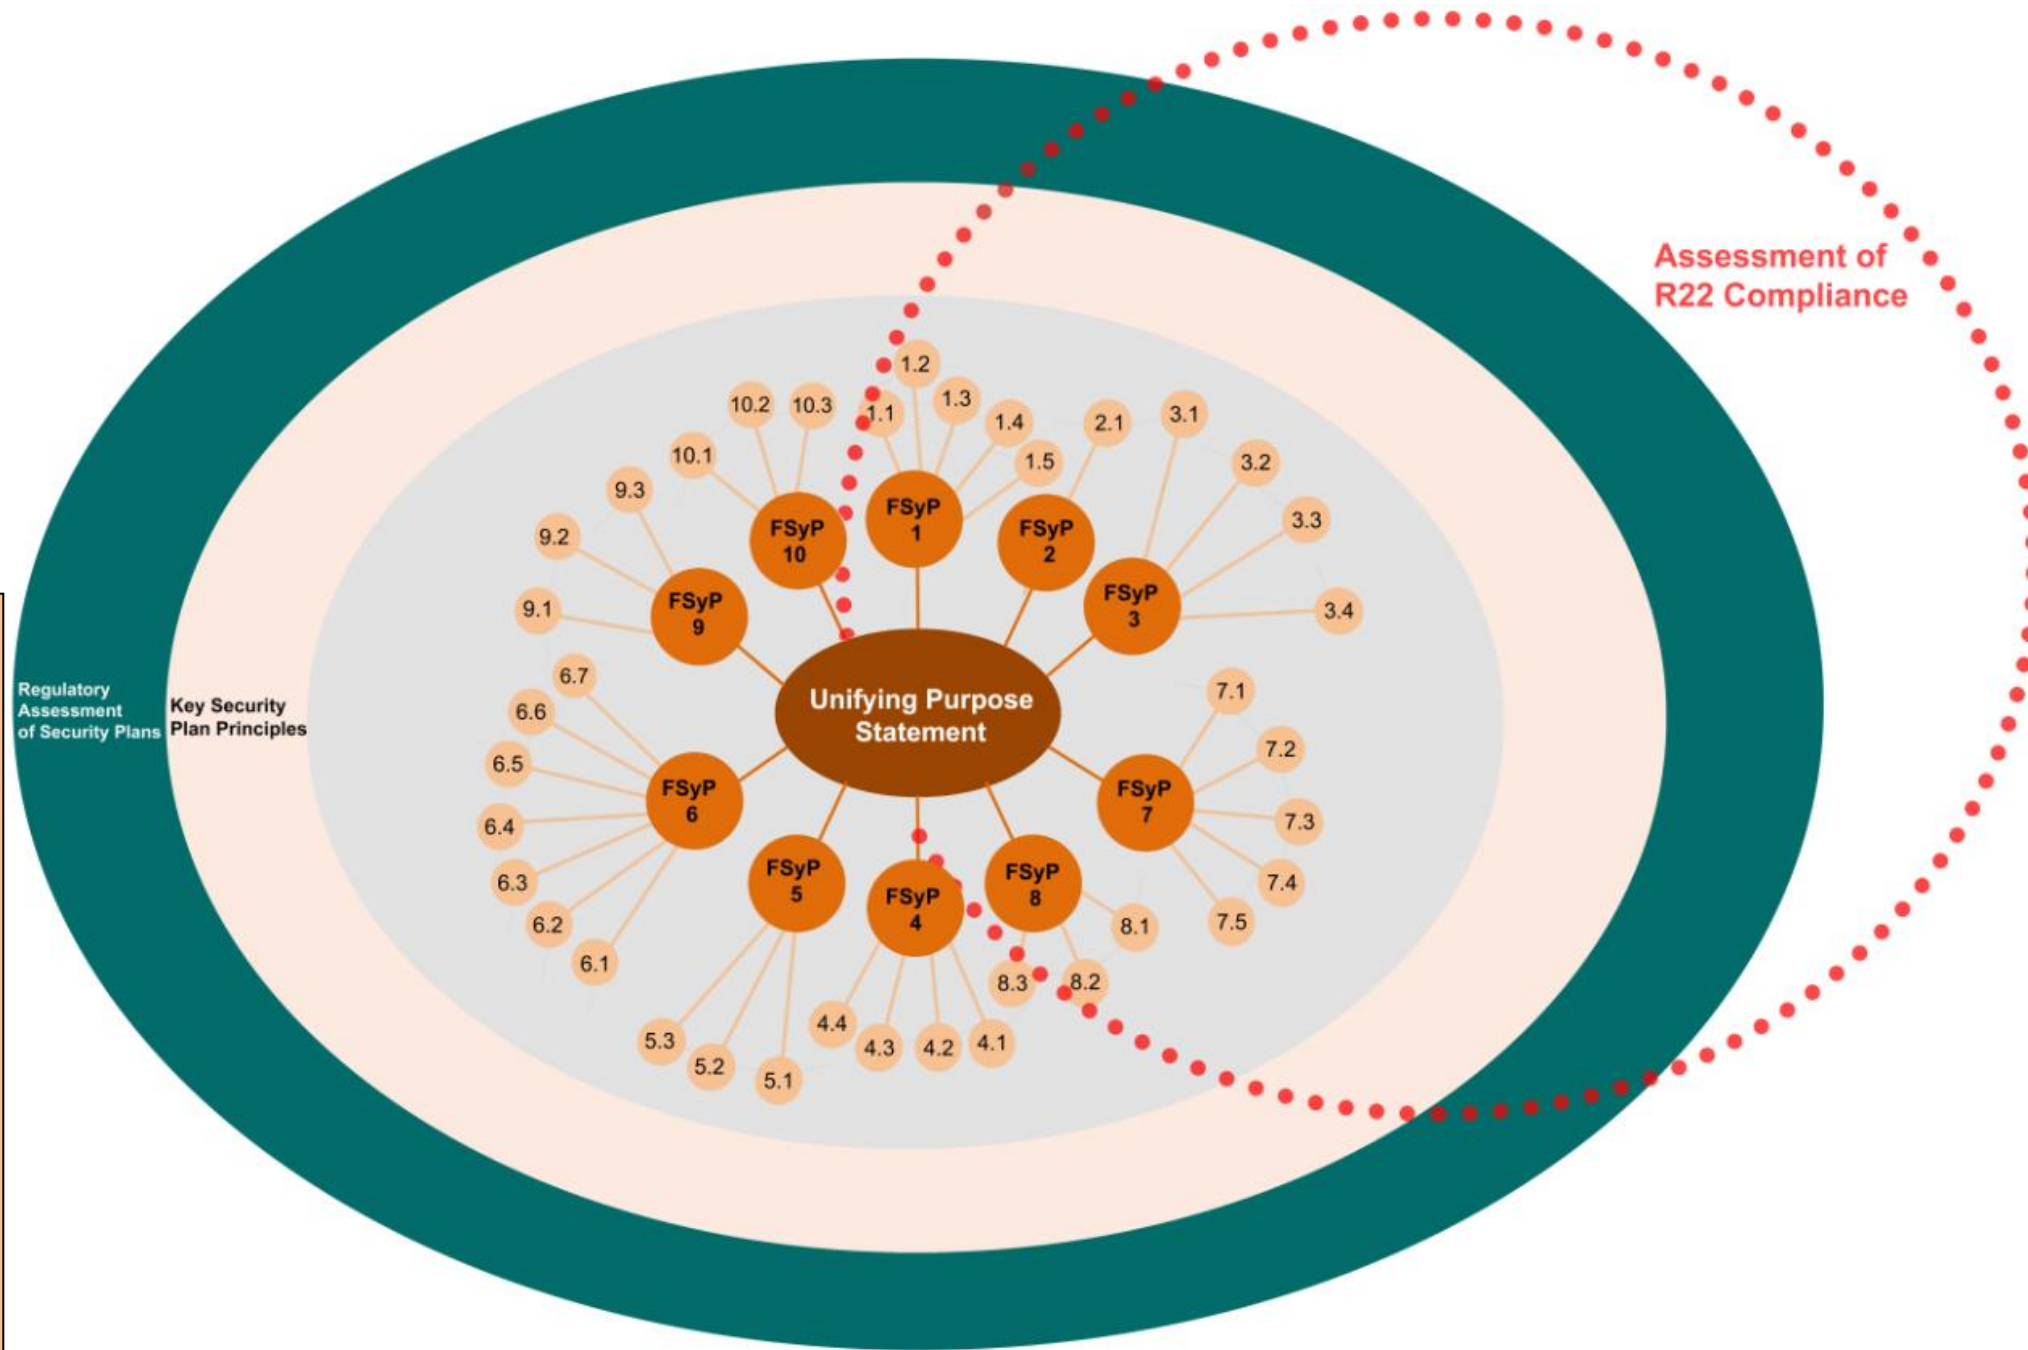 Assessment of
R22 Compliance
Regulatory
Assessment
of Security Plans
Key Security
Plan Principles
Unifying Purpose
Statement
FSyP
1
1.1
1.2
1.3
1.4
1.5
FSyP
2
2.1
FSyP
3
3.1
3.2
3.3
3.4
FSyP
7
7.1
7.2
7.3
7.4
7.5
FSyP
8
8.1
8.2
8.3
FSyP
4
4.1
4.2
4.3
4.4
FSyP
5
5.1
5.2
5.3
FSyP
6
6.1
6.2
6.3
6.4
6.5
6.6
6.7
FSyP
9
9.1
9.2
9.3
FSyP
10
10.1
10.2
10.3